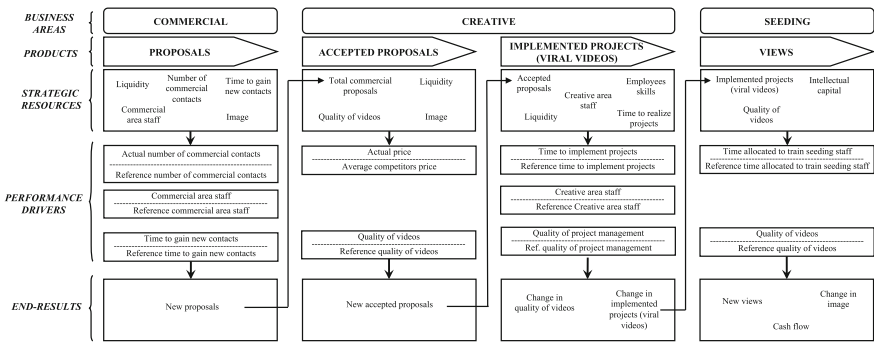 BUSINESS
AREAS
COMMERCIAL
CREATIVE
SEEDING
PRODUCTS
PROPOSALS
ACCEPTED PROPOSALS
IMPLEMENTED PROJECTS
(VIRAL VIDEOS)
VIEWS
STRATEGIC
RESOURCES
Liquidity
Number of
commercial
contacts
Time to gain
new contacts
Commercial
area staff
Image
Total commercial
proposals
Liquidity
Quality of videos
Image
Accepted
proposals
Employees
skills
Creative area
staff
Liquidity
Time to realize
projects
Implemented projects
(viral videos)
Intellectual
capital
Quality of
videos
PERFORMANCE
DRIVERS
Actual number of commercial contacts
Reference number of commercial contacts
Commercial area staff
Reference commercial area staff
Time to gain new contacts
Reference time to gain new contacts
Actual price
Average competitors price
Quality of videos
Reference quality of videos
Time to implement projects
Reference time to implement projects
Creative area staff
Reference Creative area staff
Quality of project management
Ref. quality of project management
Time allocated to train seeding staff
Reference time allocated to train seeding staff
Quality of videos
Reference quality of videos
END-RESULTS
New proposals
New accepted proposals
Change in
quality of videos
Change in
implemented
projects (viral
videos)
New views
Change in
image
Cash flow